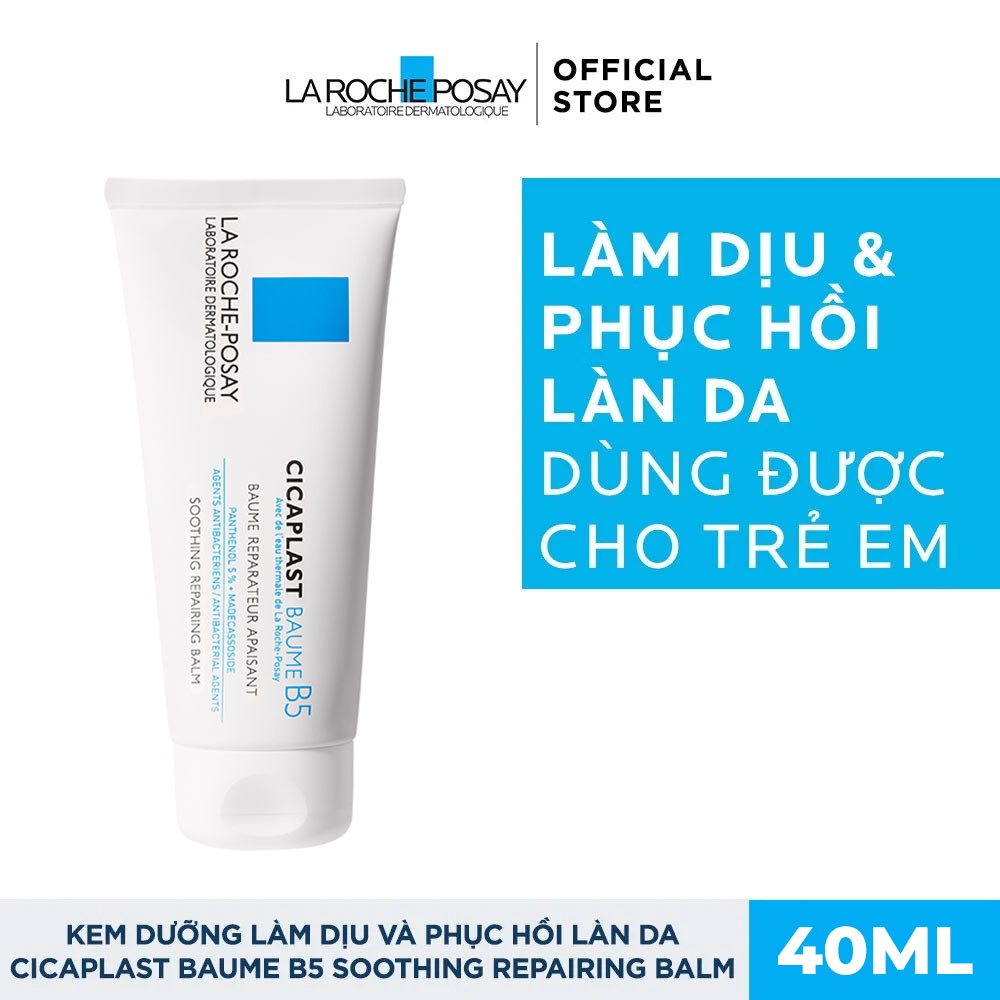 LA ROCHE POSAY
LABORATOIRE DERMATOLOGIQUE
OFFICIAL
STORE
LA ROCHE-POSAY
LABORATOIRE DERMATOLOGIQUE
CICAPLAST BAUME B5
Avec de l'eau thermale de La Roche-Posay
BAUME REPARATEUR APAISANT
PANTHENOL 5% + MADECASSOSIDE
AGENTS ANTIBACTERIENS / ANTIBACTERIAL AGENTS
SOOTHING REPAIRING BALM
LÀM DỊU &
PHỤC HỒI
LÀN DA
DÙNG ĐƯỢC
CHO TRẺ EM
KEM DƯỠNG LÀM DỊU VÀ PHỤC HỒI LÀN DA
CICAPLAST BAUME B5 SOOTHING REPAIRING BALM
40ML